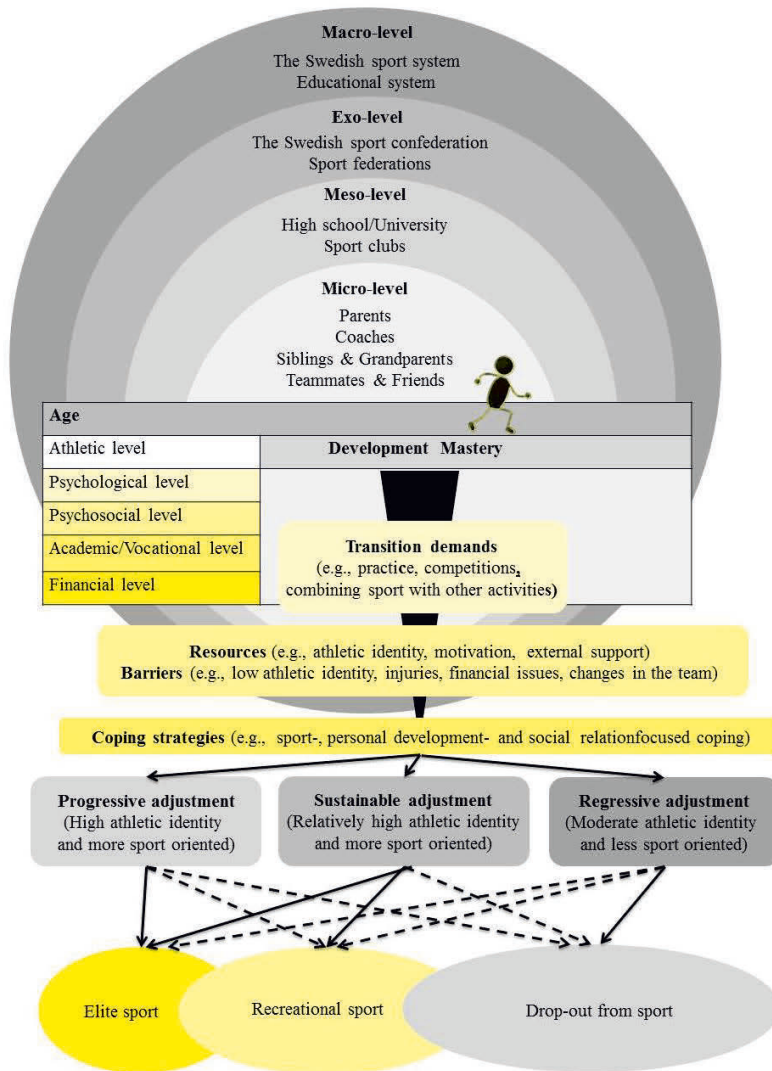 Macro-level
The Swedish sport system
Educational system
Exo-level
The Swedish sport confederation
Sport federations
Meso-level
High school/University
Sport clubs
Micro-level
Parents
Coaches
Siblings & Grandparents
Teammates & Friends
Age
Athletic level
Development Mastery
Psychological level
Psychosocial level
Academic/Vocational level
Financial level
Transition demands
(e.g., practice, competitions,
combining sport with other activities)
Resources (e.g., athletic identity, motivation, external support)
Barriers (e.g., low athletic identity, injuries, financial issues, changes in the team)
Coping strategies (e.g., sport-, personal development- and social relationfocused coping)
Progressive adjustment
(High athletic identity
and more sport oriented)
Sustainable adjustment
(Relatively high athletic identity
and more sport oriented)
Regressive adjustment
(Moderate athletic identity
and less sport oriented)
Elite sport
Recreational sport
Drop-out from sport